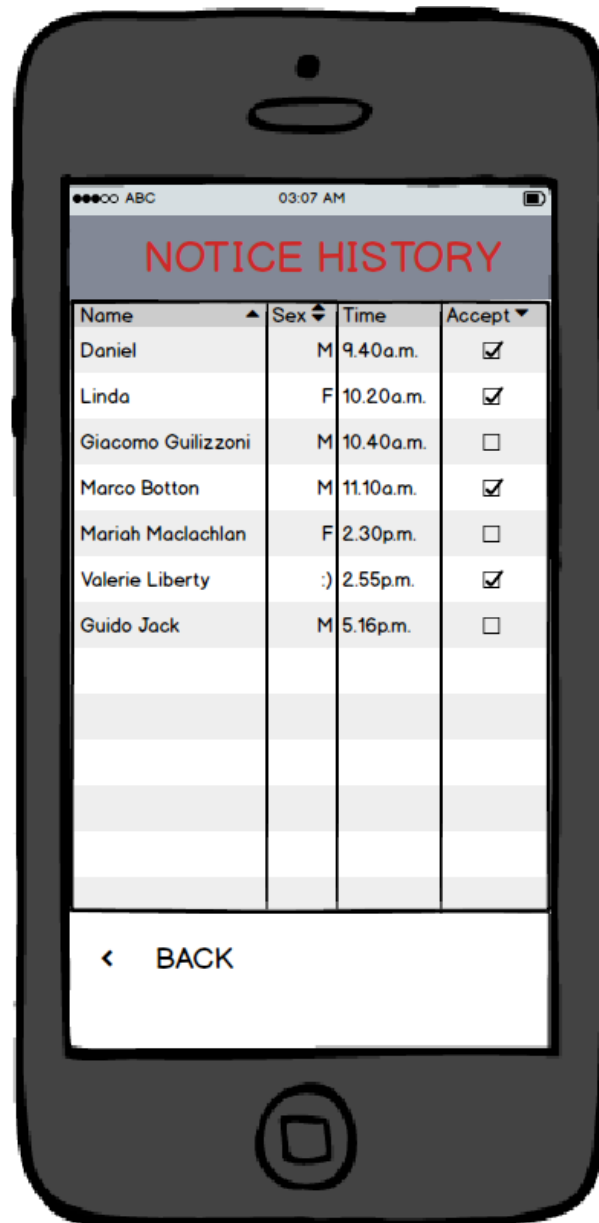 ABC 03:07 AM
NOTICE HISTORY
Name Sex Time Accept
Daniel M 9.40a.m.
Linda F 10.20a.m.
Giacomo Guilizzoni M 10.40a.m.
Marco Botton M 11.10a.m.
Mariah Maclachlan F 2.30p.m.
Valerie Liberty :) 2.55p.m.
Guido Jack M 5.16p.m.
BACK